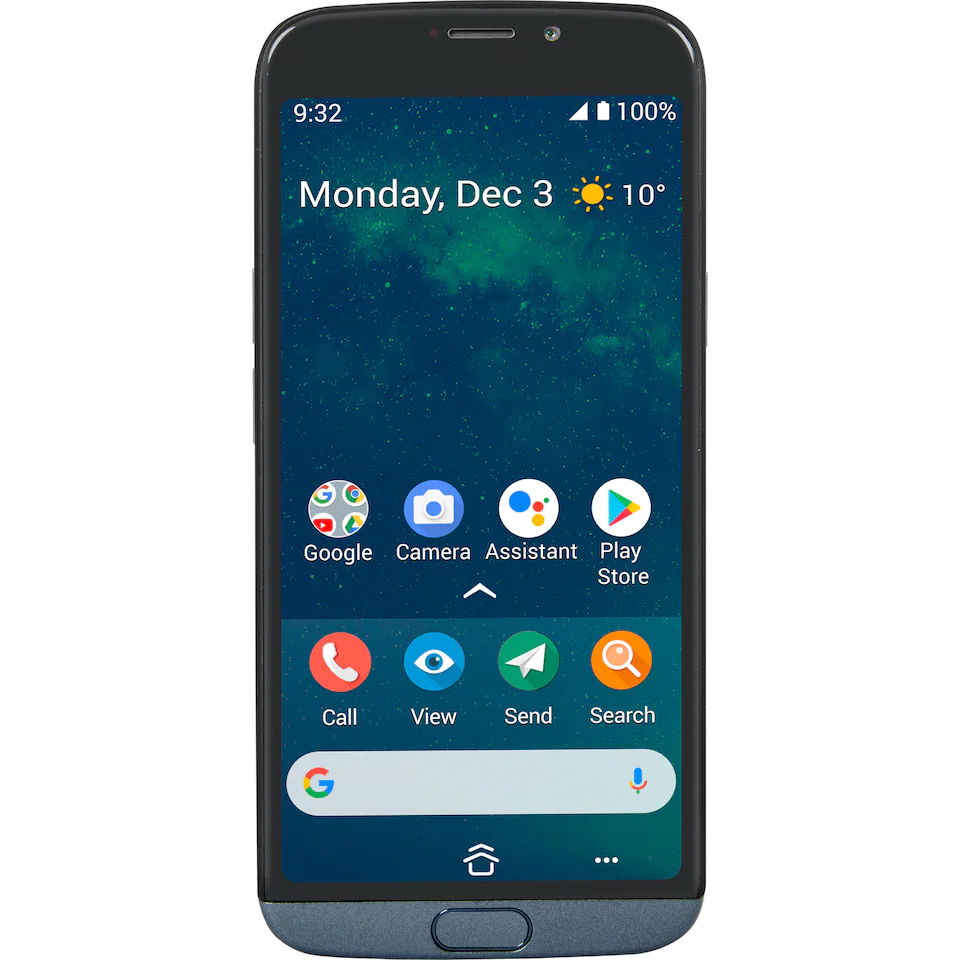 9:32 100%
Monday, Dec 3 10°
Google Camera Assistant Play
Store
Call View Send Search